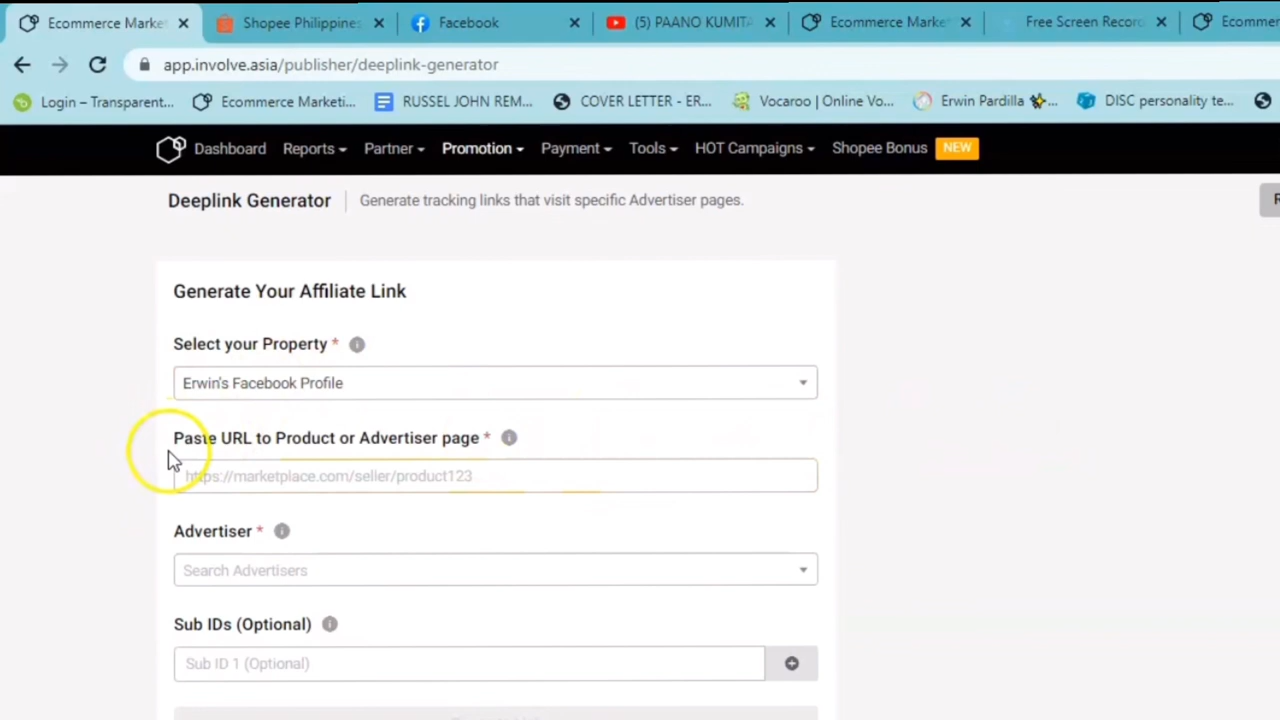 Ecommerce Marke
Shopee Philippines
Facebook
(5) PAANO KUMITA
Ecommerce Marke
Free Screen Record
Ecomme
app.involve.asia/publisher/deeplink-generator
Login – Transparent...
Ecommerce Marketi...
RUSSEL JOHN REM...
COVER LETTER - ER...
Vocaroo | Online Vo...
Erwin Pardilla ✨...
DISC personality te...
Dashboard
Reports
Partner
Promotion
Payment
Tools
HOT Campaigns
Shopee Bonus
NEW
Deeplink Generator
Generate tracking links that visit specific Advertiser pages.
Generate Your Affiliate Link
Select your Property *
Erwin's Facebook Profile
Paste URL to Product or Advertiser page *
https://marketplace.com/seller/product123
Advertiser *
Search Advertisers
Sub IDs (Optional)
Sub ID 1 (Optional)